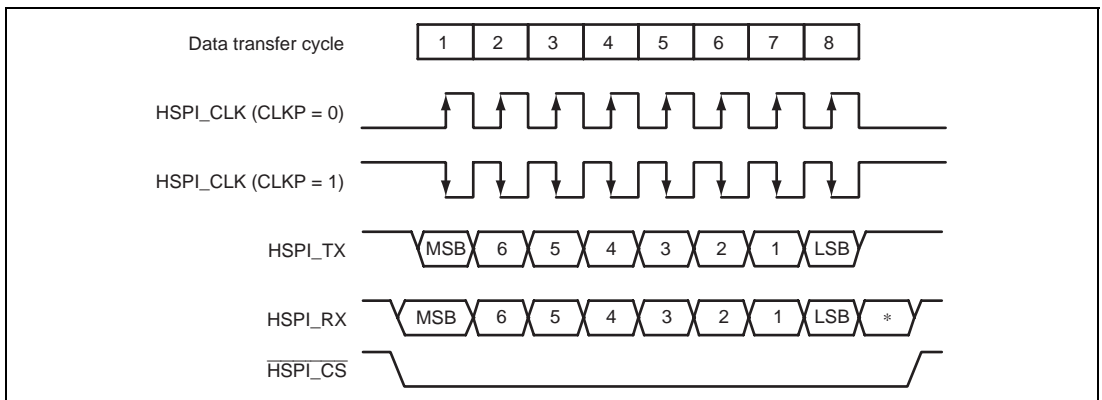 Data transfer cycle 1 2 3 4 5 6 7 8
HSPI_CLK (CLKP = 0)
HSPI_CLK (CLKP = 1)
HSPI_TX MSB 6 5 4 3 2 1 LSB
HSPI_RX MSB 6 5 4 3 2 1 LSB *
HSPI_CS